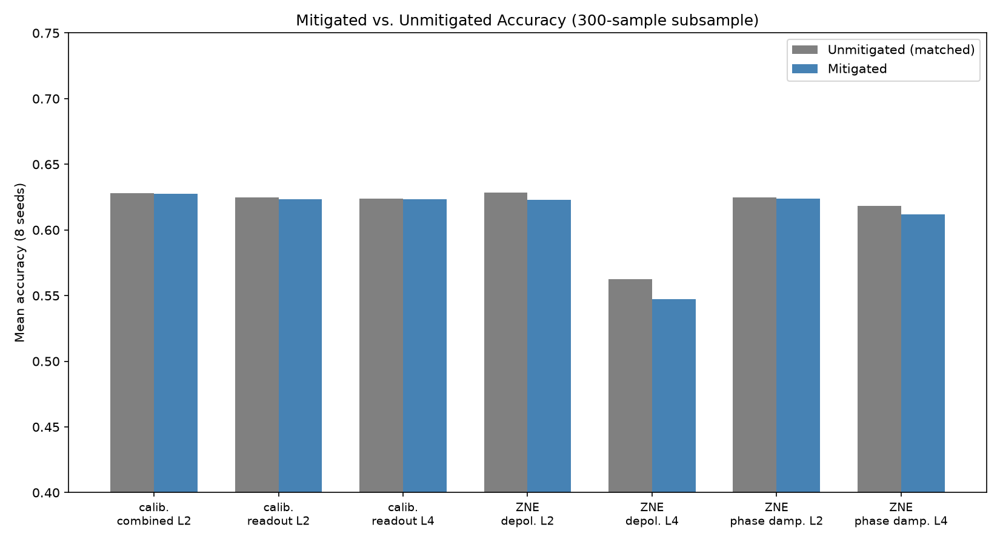 Mitigated vs. Unmitigated Accuracy (300-sample subsample)
Unmitigated (matched)
Mitigated
Mean accuracy (8 seeds)
0.75
0.70
0.65
0.60
0.55
0.50
0.45
0.40
calib.
combined L2
calib.
readout L2
calib.
readout L4
ZNE
depol. L2
ZNE
depol. L4
ZNE
phase damp. L2
ZNE
phase damp. L4